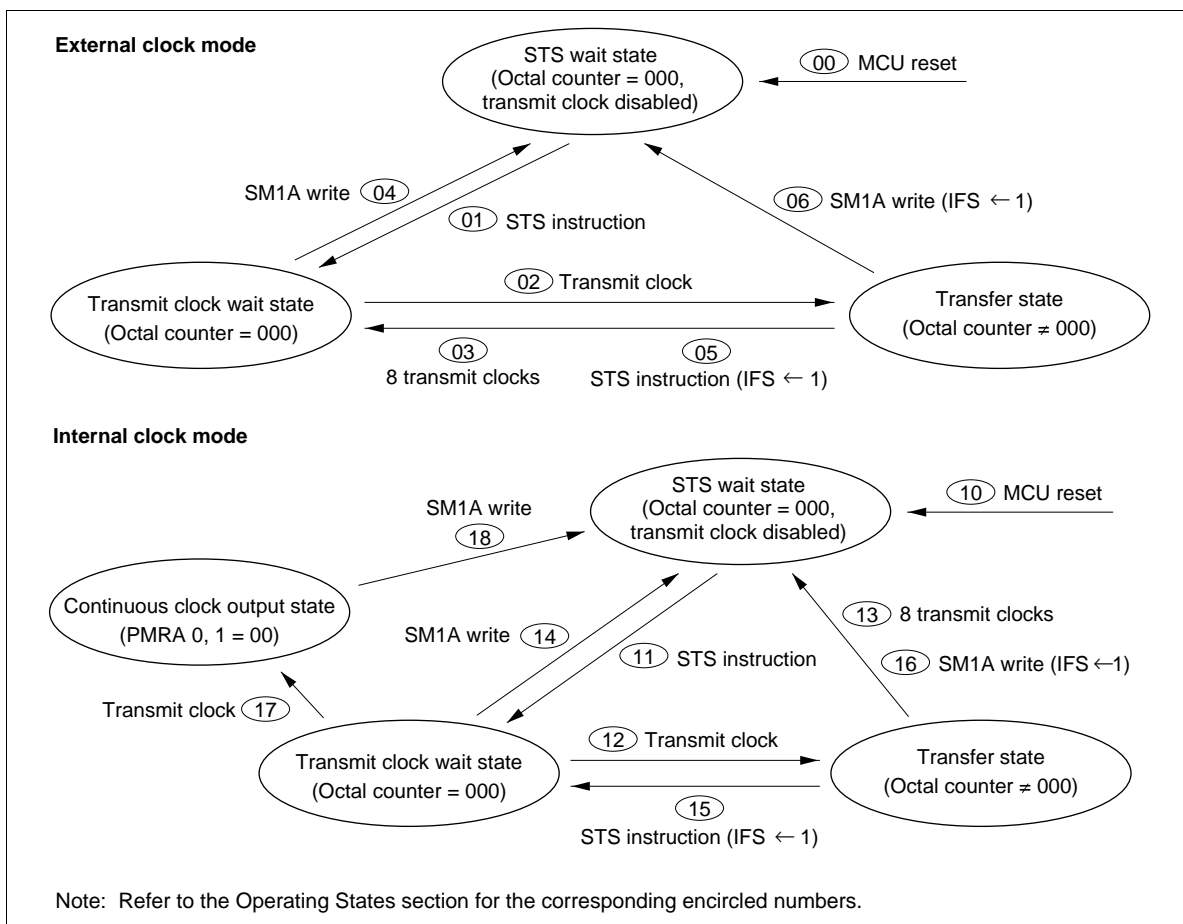 External clock mode
STS wait state
(Octal counter = 000,
transmit clock disabled)
00 MCU reset
SM1A write 04
01 STS instruction
06 SM1A write (IFS ← 1)
Transmit clock wait state
(Octal counter = 000)
02 Transmit clock
Transfer state
(Octal counter ≠ 000)
03
8 transmit clocks
05
STS instruction (IFS ← 1)
Internal clock mode
STS wait state
(Octal counter = 000,
transmit clock disabled)
10 MCU reset
SM1A write
18
Continuous clock output state
(PMRA 0, 1 = 00)
SM1A write 14
11 STS instruction
13 8 transmit clocks
16 SM1A write (IFS ←1)
Transmit clock 17
Transmit clock wait state
(Octal counter = 000)
12 Transmit clock
Transfer state
(Octal counter ≠ 000)
15
STS instruction (IFS ← 1)
Note: Refer to the Operating States section for the corresponding encircled numbers.